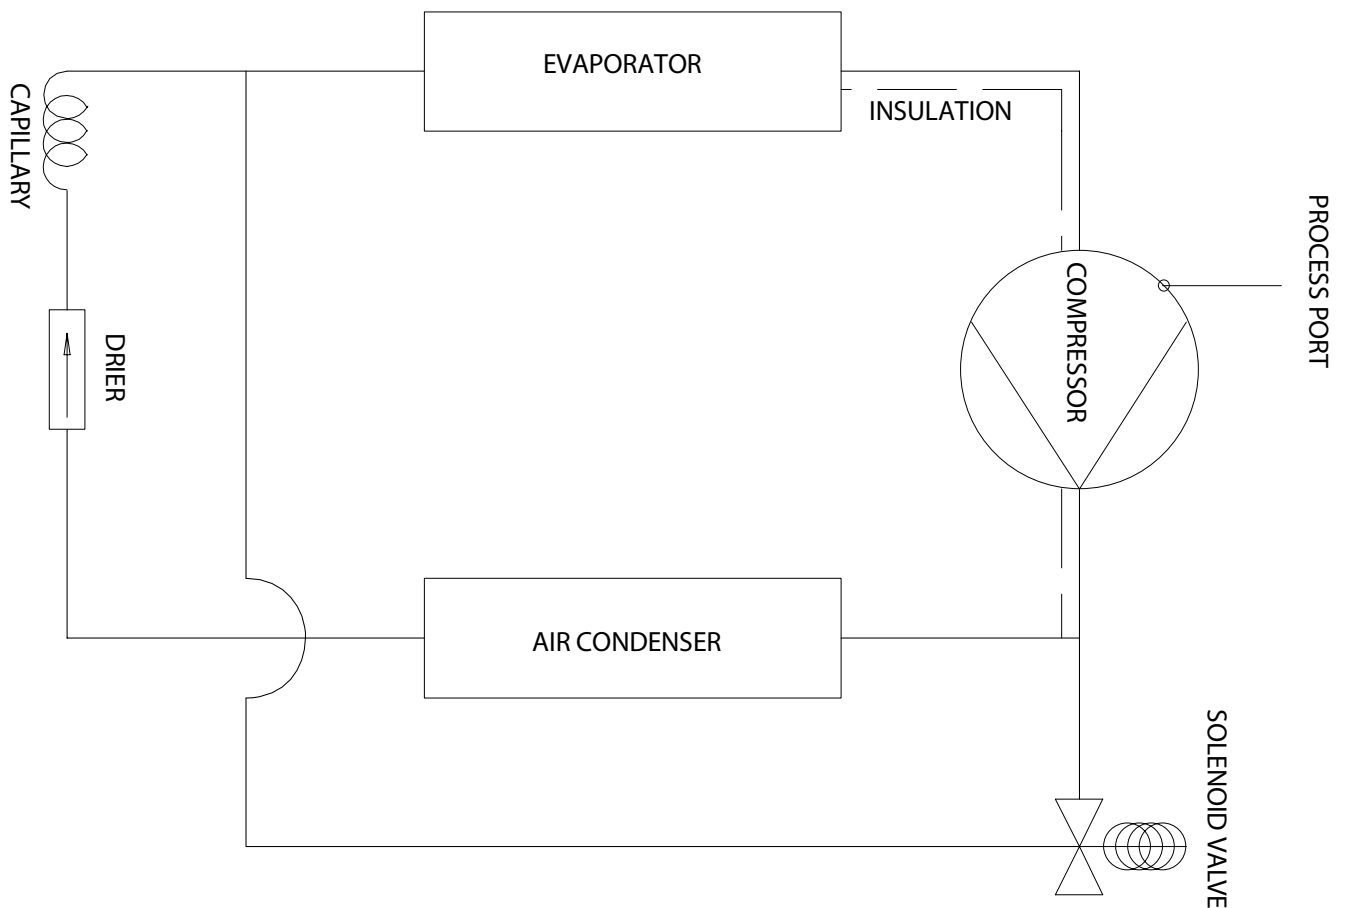 EVAPORATOR
INSULATION
CAPILLARY
PROCESS PORT
COMPRESSOR
DRIER
AIR CONDENSER
SOLENOID VALVE